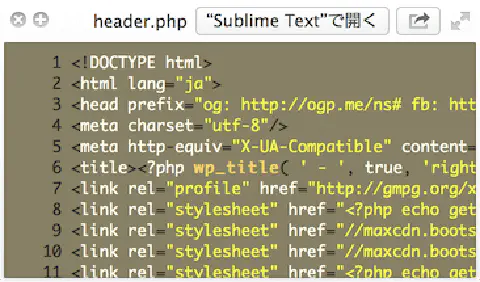 header.php "Sublime Text"で開く
1 <!DOCTYPE html>
2 <html lang="ja">
3 <head prefix="og: http://ogp.me/ns# fb: htt
4 <meta charset="utf-8"/>
5 <meta http-equiv="X-UA-Compatible" content=
6 <title><?php wp_title( ' - ', true, 'right
7 <link rel="profile" href="http://gmpg.org/x
8 <link rel="stylesheet" href="<?php echo get
9 <link rel="stylesheet" href="//maxcdn.boots
10 <link rel="stylesheet" href="//maxcdn.boots
11 <link rel="stylesheet" href="<?php echo get